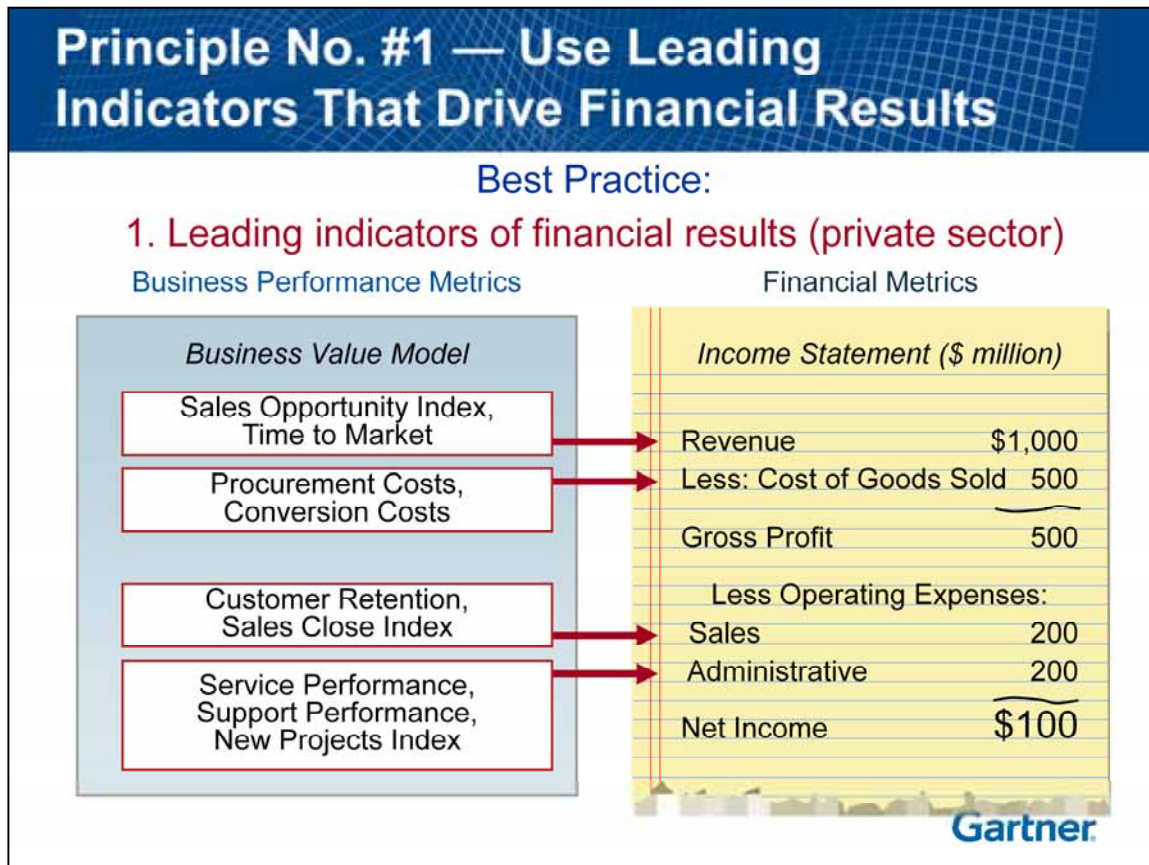 Principle No. #1 — Use Leading
Indicators That Drive Financial Results
Best Practice:
1. Leading indicators of financial results (private sector)
Business Performance Metrics
Business Value Model
Sales Opportunity Index,
Time to Market
Procurement Costs,
Conversion Costs
Customer Retention,
Sales Close Index
Service Performance,
Support Performance,
New Projects Index
Financial Metrics
Income Statement ($ million)
Revenue $1,000
Less: Cost of Goods Sold 500
Gross Profit 500
Less Operating Expenses:
Sales 200
Administrative 200
Net Income $100
Gartner